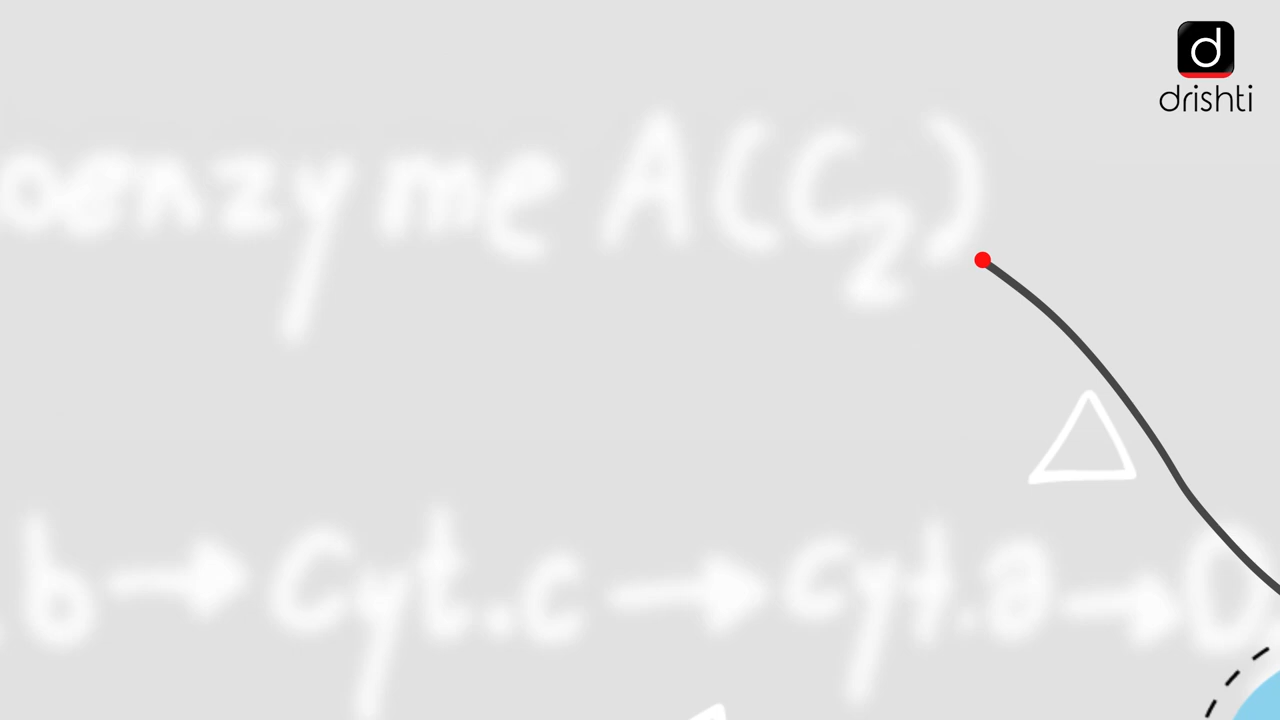 d
drishti
oenzyme A(C2)
b → Cyt.c → Cyt.a → O